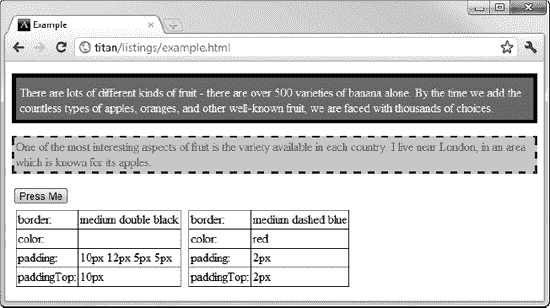 Example
titan/listings/example.html
There are lots of different kinds of fruit - there are over 500 varieties of banana alone. By the time we add the
countless types of apples, oranges, and other well-known fruit, we are faced with thousands of choices.
One of the most interesting aspects of fruit is the variety available in each country. I live near London, in an area
which is known for its apples.
Press Me
border: medium double black border: medium dashed blue
color: color: red
padding: 10px 12px 5px 5px padding: 2px
paddingTop: 10px paddingTop: 2px